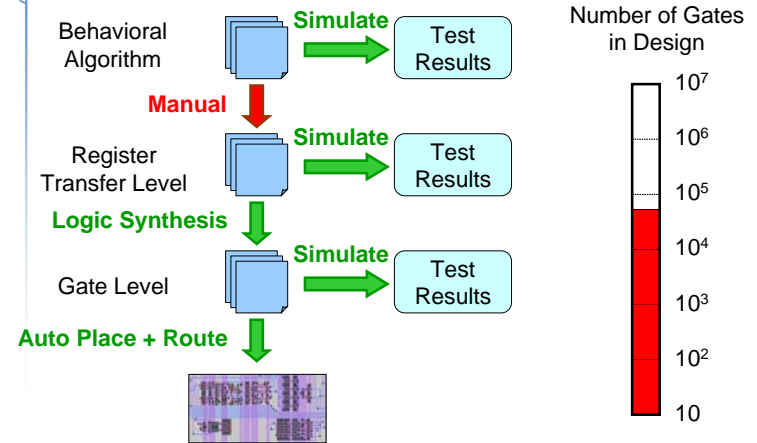 Behavioral
Algorithm
Simulate
Test
Results
Manual
Register
Transfer Level
Simulate
Test
Results
Logic Synthesis
Gate Level
Simulate
Test
Results
Auto Place + Route
Number of Gates
in Design
10⁷
10⁶
10⁵
10⁴
10³
10²
10